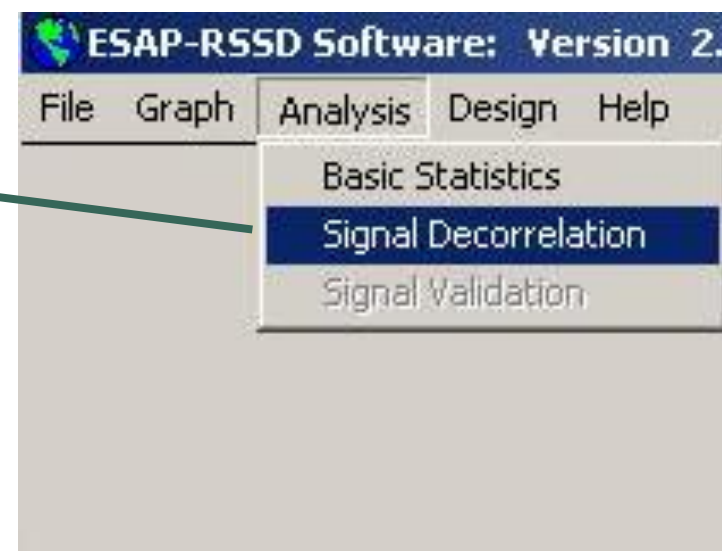 ESAP-RSSD Software: Version 2.
File Graph Analysis Design Help
Basic Statistics
Signal Decorrelation
Signal Validation